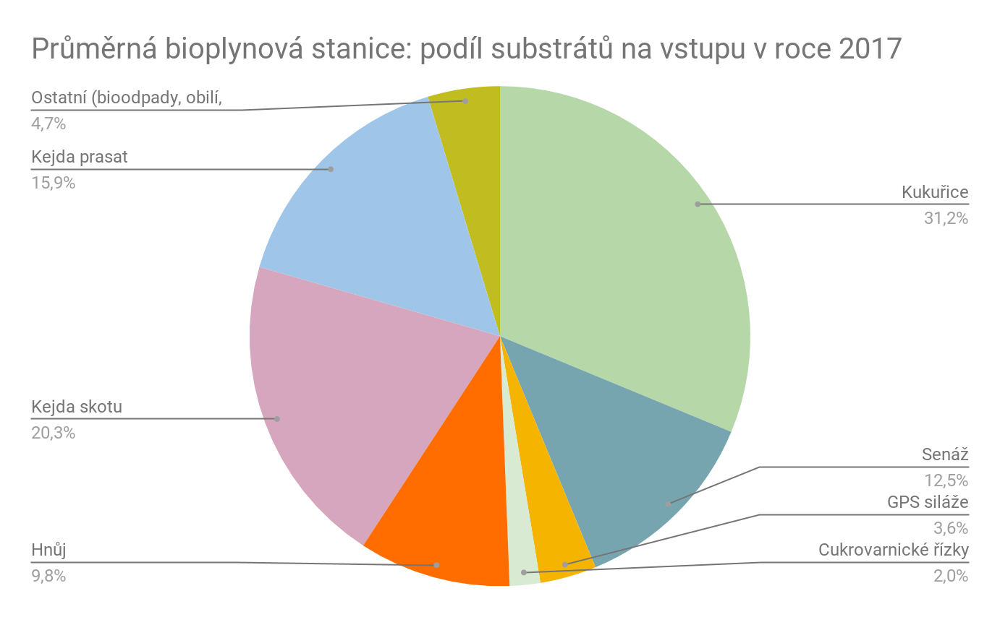 Průměrná bioplynová stanice: podíl substrátů na vstupu v roce 2017
Ostatní (bioodpady, obilí,
4,7%
Kejda prasat
15,9%
Kejda skotu
20,3%
Hnůj
9,8%
Kukuřice
31,2%
Senáž
12,5%
GPS siláže
3,6%
Cukrovarnické řízky
2,0%